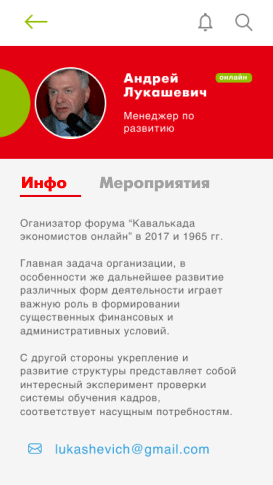 Андрей
Лукашевич
онлайн
Менеджер по
развитию
Инфо
Мероприятия
Оганизатор форума “Кавалькада
экономистов онлайн” в 2017 и 1965 гг.
Главная задача организации, в
особенности же дальнейшее развитие
различных форм деятельности играет
важную роль в формировании
существенных финансовых и
административных условий.
С другой стороны укрепление и
развитие структуры представляет собой
интересный эксперимент проверки
системы обучения кадров,
соответствует насущным потребностям.
lukashevich@gmail.com